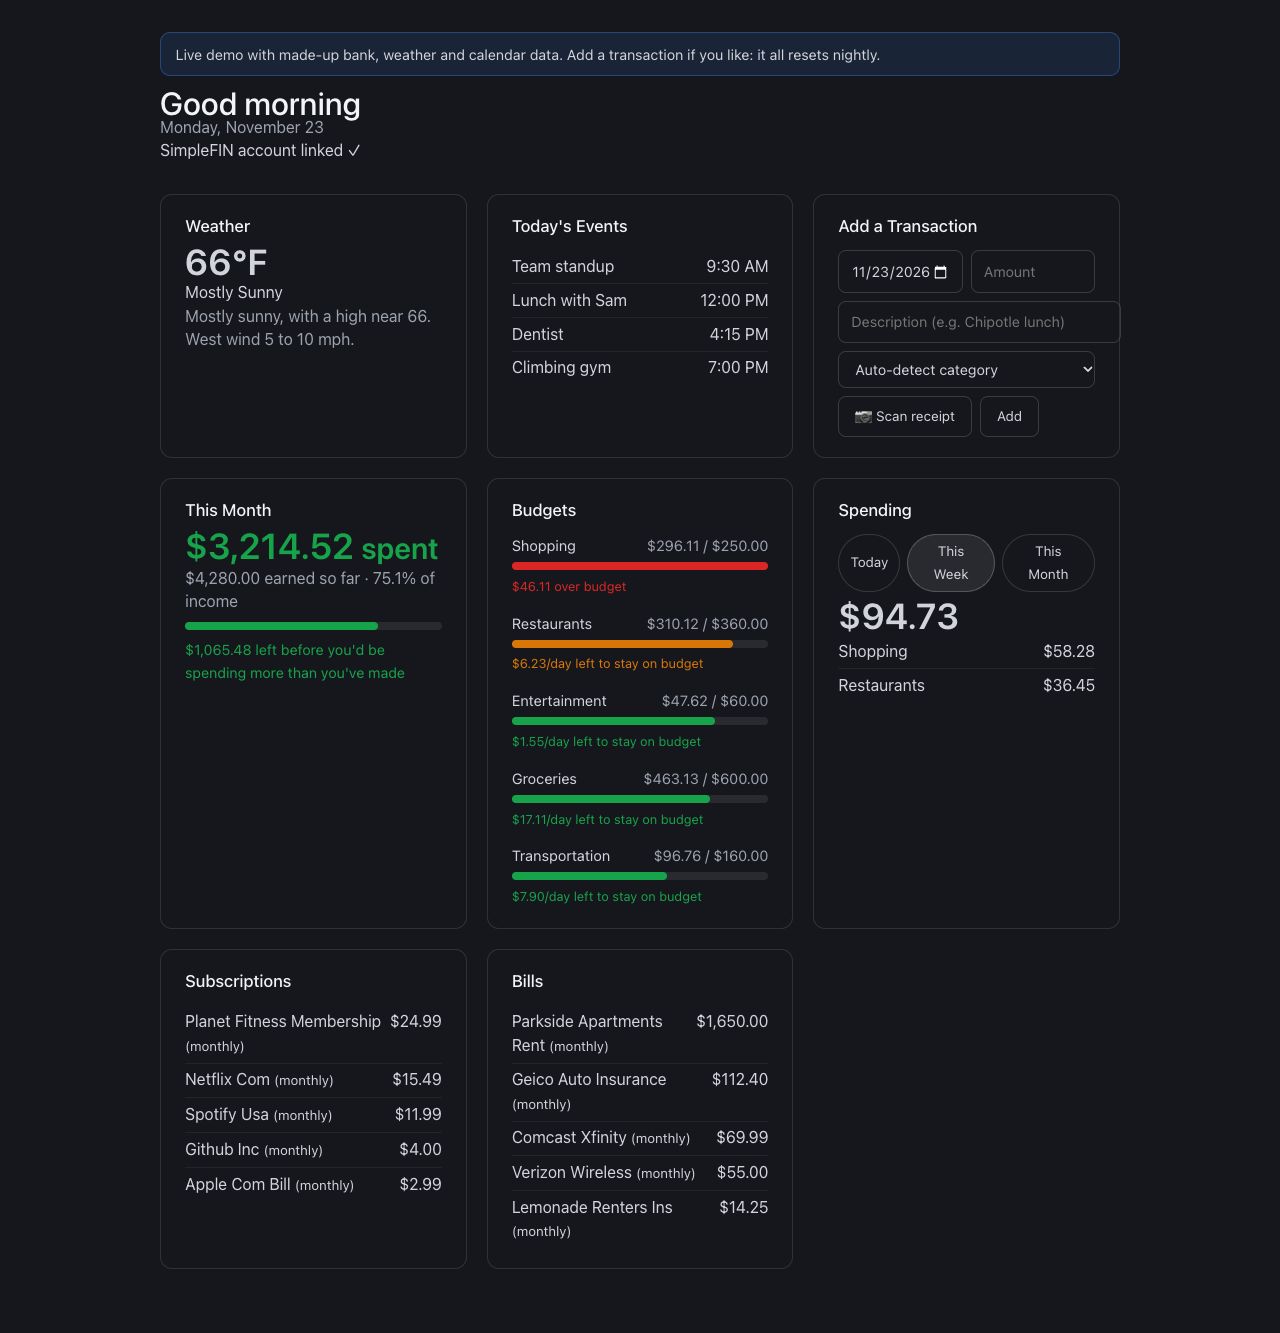 Live demo with made-up bank, weather and calendar data. Add a transaction if you like: it all resets nightly.
Good morning
Monday, November 23
SimpleFIN account linked ✓
Weather
66°F
Mostly Sunny
Mostly sunny, with a high near 66.
West wind 5 to 10 mph.
Today's Events
Team standup 9:30 AM
Lunch with Sam 12:00 PM
Dentist 4:15 PM
Climbing gym 7:00 PM
Add a Transaction
11/23/2026 Amount
Description (e.g. Chipotle lunch)
Auto-detect category
📷 Scan receipt Add
This Month
$3,214.52 spent
$4,280.00 earned so far · 75.1% of
income
$1,065.48 left before you'd be
spending more than you've made
Budgets
Shopping $296.11 / $250.00
$46.11 over budget
Restaurants $310.12 / $360.00
$6.23/day left to stay on budget
Entertainment $47.62 / $60.00
$1.55/day left to stay on budget
Groceries $463.13 / $600.00
$17.11/day left to stay on budget
Transportation $96.76 / $160.00
$7.90/day left to stay on budget
Spending
Today This Week This Month
$94.73
Shopping $58.28
Restaurants $36.45
Subscriptions
Planet Fitness Membership $24.99
(monthly)
Netflix Com (monthly) $15.49
Spotify Usa (monthly) $11.99
Github Inc (monthly) $4.00
Apple Com Bill (monthly) $2.99
Bills
Parkside Apartments $1,650.00
Rent (monthly)
Geico Auto Insurance $112.40
(monthly)
Comcast Xfinity (monthly) $69.99
Verizon Wireless (monthly) $55.00
Lemonade Renters Ins $14.25
(monthly)